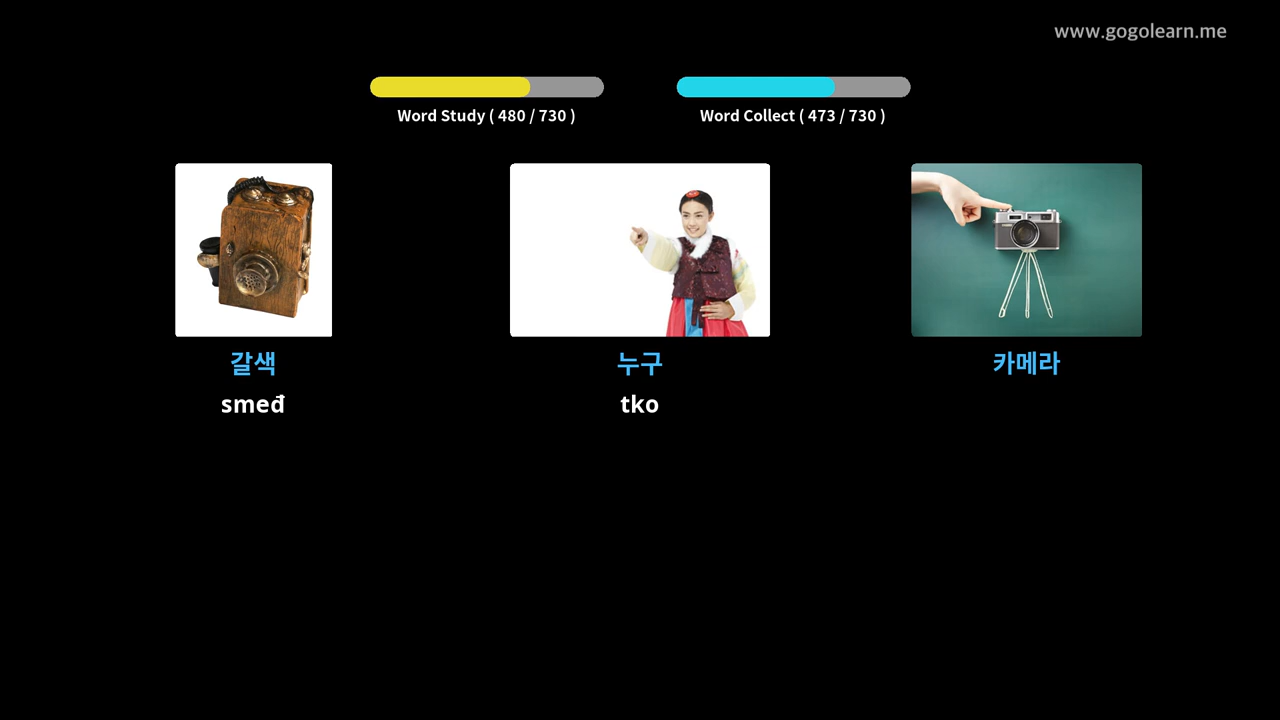 www.gogolearn.me
Word Study ( 480 / 730 )
Word Collect ( 473 / 730 )
갈색
누구
카메라
smeđ
tko